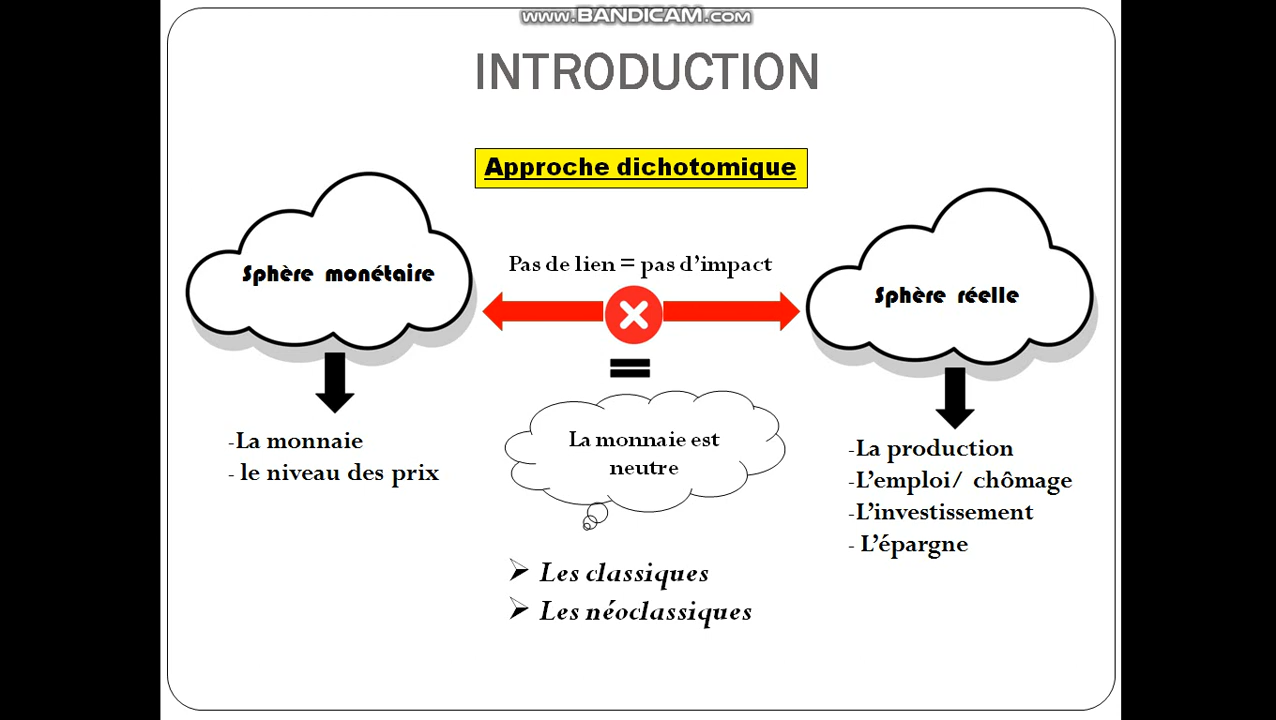 www.BANDICAM.com
INTRODUCTION
Approche dichotomique
Sphère monétaire
Pas de lien = pas d’impact
Sphère réelle
La monnaie est
neutre
-La monnaie
- le niveau des prix
-La production
-L’emploi/ chômage
-L’investissement
- L’épargne
➢ Les classiques
➢ Les néoclassiques